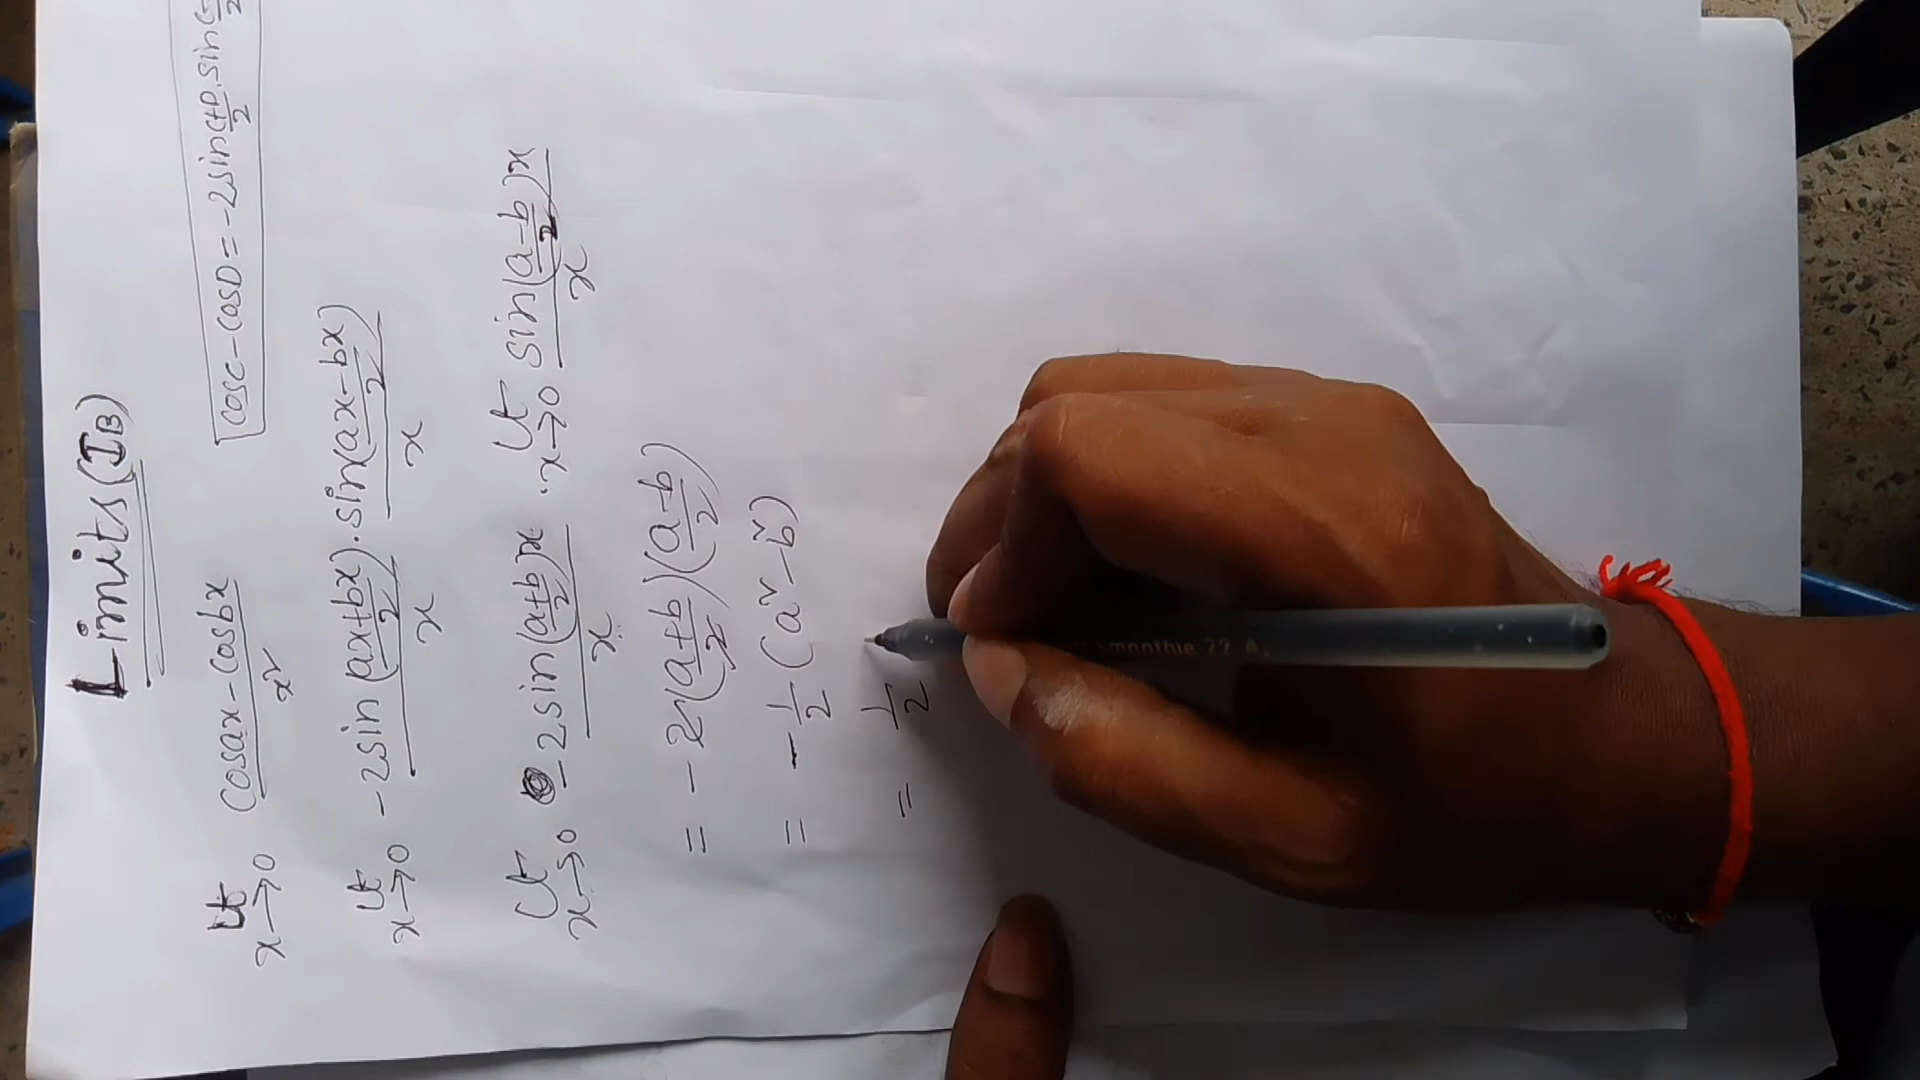 Limits (IB)
Lt x→0 (cosax - cosbx)/x² cosC - cosD = -2sin (C+D)/2 . sin(
Lt x→0 -2sin((ax+bx)/2)/x . sin((ax-bx)/2)/x
Lt x→0 -2sin((a+b)/2)x/x . Lt x→0 sin((a-b)/2)x/x
= -2((a+b)/2)((a-b)/2)
= -1/2 (a² - b²)
= 1/2
smoothie 22